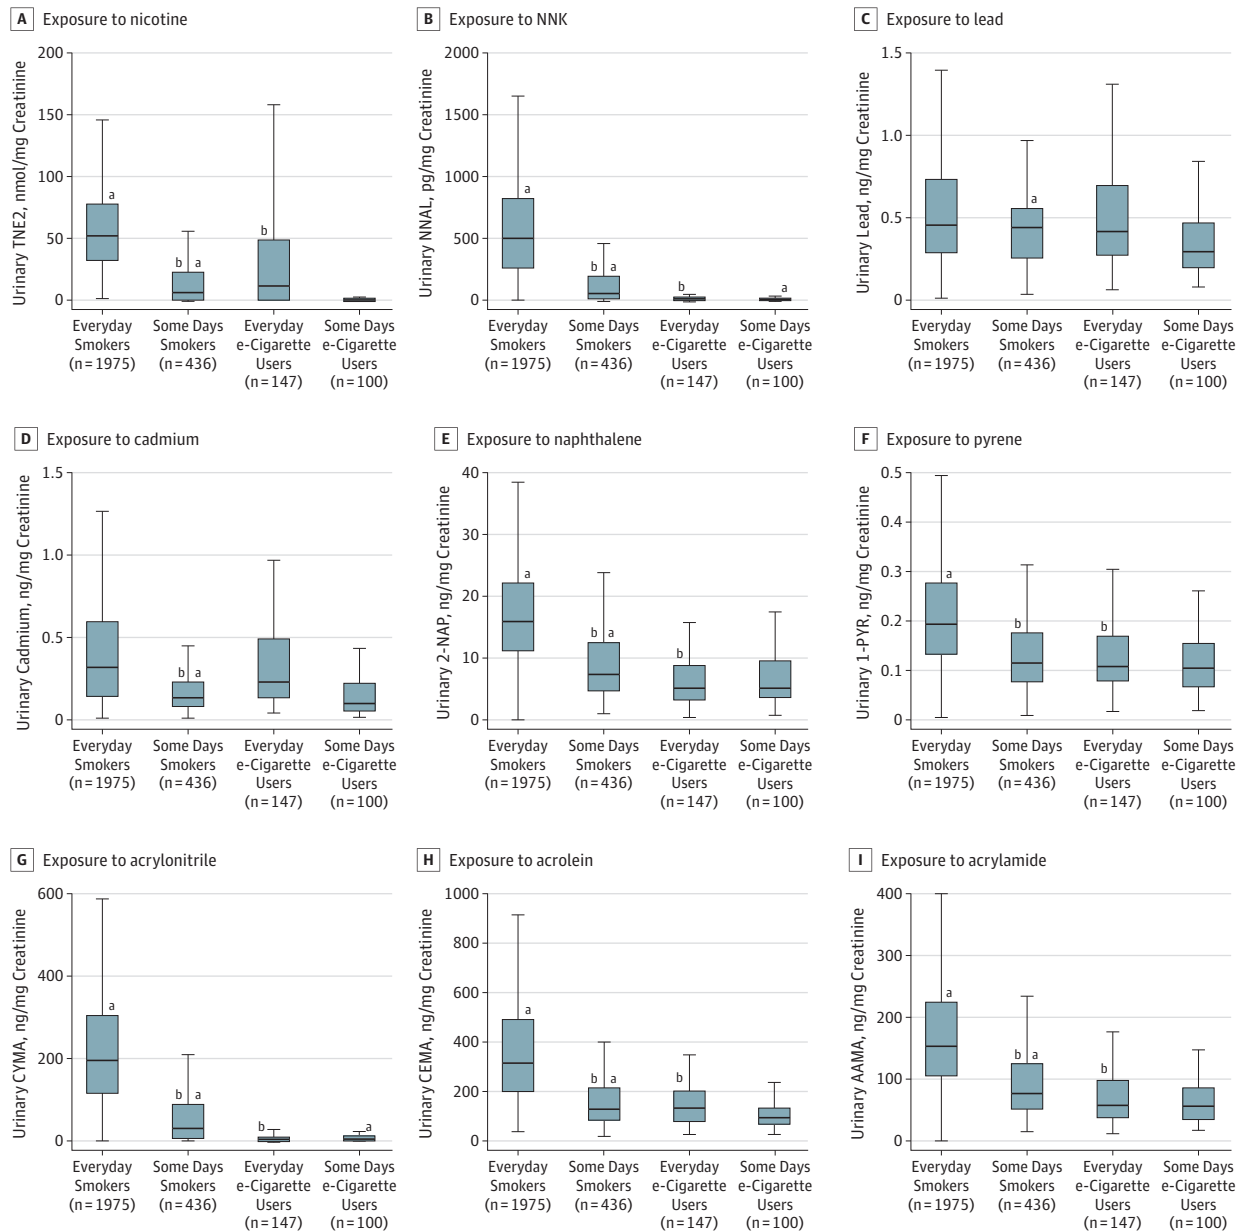 A Exposure to nicotine
Urinary TNE2, nmol/mg Creatinine
200
150
100
50
0
a
b a
b
Everyday Some Days Everyday Some Days
Smokers Smokers e-Cigarette e-Cigarette
(n=1975) (n=436) Users Users
(n=147) (n=100)
B Exposure to NNK
Urinary NNAL, pg/mg Creatinine
2000
1500
1000
500
0
a
b a
b
a
Everyday Some Days Everyday Some Days
Smokers Smokers e-Cigarette e-Cigarette
(n=1975) (n=436) Users Users
(n=147) (n=100)
C Exposure to lead
Urinary Lead, ng/mg Creatinine
1.5
1.0
0.5
0
a
Everyday Some Days Everyday Some Days
Smokers Smokers e-Cigarette e-Cigarette
(n=1975) (n=436) Users Users
(n=147) (n=100)
D Exposure to cadmium
Urinary Cadmium, ng/mg Creatinine
1.5
1.0
0.5
0
b a
Everyday Some Days Everyday Some Days
Smokers Smokers e-Cigarette e-Cigarette
(n=1975) (n=436) Users Users
(n=147) (n=100)
E Exposure to naphthalene
Urinary 2-NAP, ng/mg Creatinine
40
30
20
10
0
a
b a
b
Everyday Some Days Everyday Some Days
Smokers Smokers e-Cigarette e-Cigarette
(n=1975) (n=436) Users Users
(n=147) (n=100)
F Exposure to pyrene
Urinary 1-PYR, ng/mg Creatinine
0.5
0.4
0.3
0.2
0.1
0
a
b
b
Everyday Some Days Everyday Some Days
Smokers Smokers e-Cigarette e-Cigarette
(n=1975) (n=436) Users Users
(n=147) (n=100)
G Exposure to acrylonitrile
Urinary CYMA, ng/mg Creatinine
600
400
200
0
a
b a
b
a
Everyday Some Days Everyday Some Days
Smokers Smokers e-Cigarette e-Cigarette
(n=1975) (n=436) Users Users
(n=147) (n=100)
H Exposure to acrolein
Urinary CEMA, ng/mg Creatinine
1000
800
600
400
200
0
a
b a
b
Everyday Some Days Everyday Some Days
Smokers Smokers e-Cigarette e-Cigarette
(n=1975) (n=436) Users Users
(n=147) (n=100)
I Exposure to acrylamide
Urinary AAMA, ng/mg Creatinine
400
300
200
100
0
a
b a
b
Everyday Some Days Everyday Some Days
Smokers Smokers e-Cigarette e-Cigarette
(n=1975) (n=436) Users Users
(n=147) (n=100)